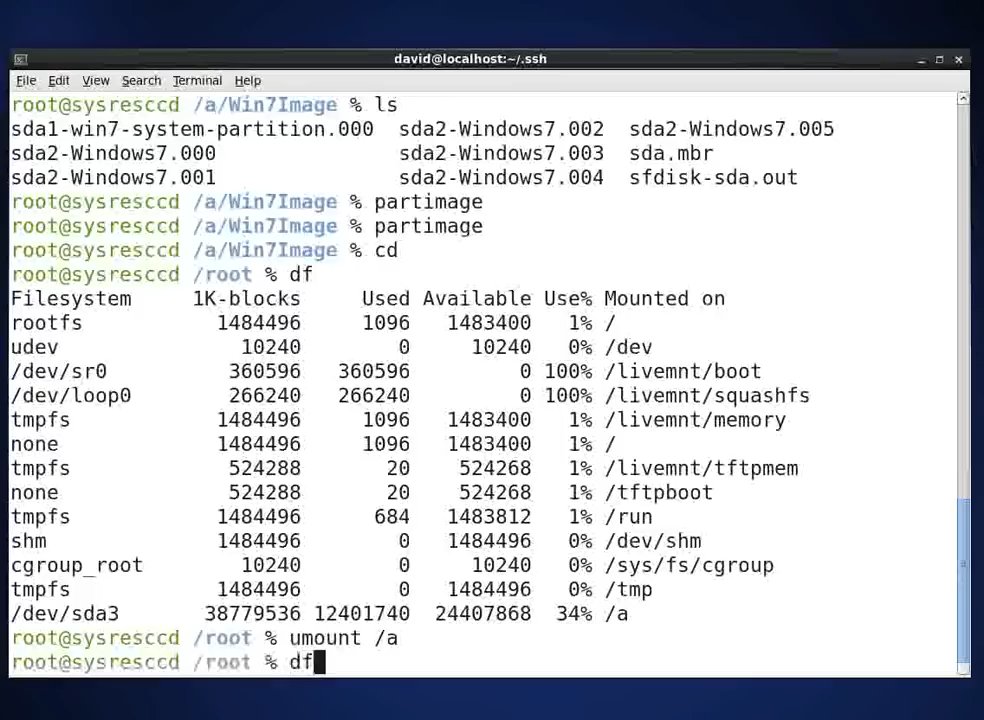 david@localhost:~/.ssh
File Edit View Search Terminal Help
root@sysresccd /a/Win7Image % ls
sda1-win7-system-partition.000 sda2-Windows7.002 sda2-Windows7.005
sda2-Windows7.000 sda2-Windows7.003 sda.mbr
sda2-Windows7.001 sda2-Windows7.004 sfdisk-sda.out
root@sysresccd /a/Win7Image % partimage
root@sysresccd /a/Win7Image % partimage
root@sysresccd /a/Win7Image % cd
root@sysresccd /root % df
Filesystem 1K-blocks Used Available Use% Mounted on
rootfs 1484496 1096 1483400 1% /
udev 10240 0 10240 0% /dev
/dev/sr0 360596 360596 0 100% /livemnt/boot
/dev/loop0 266240 266240 0 100% /livemnt/squashfs
tmpfs 1484496 1096 1483400 1% /livemnt/memory
none 1484496 1096 1483400 1% /
tmpfs 524288 20 524268 1% /livemnt/tftpmem
none 524288 20 524268 1% /tftpboot
tmpfs 1484496 684 1483812 1% /run
shm 1484496 0 1484496 0% /dev/shm
cgroup_root 10240 0 10240 0% /sys/fs/cgroup
tmpfs 1484496 0 1484496 0% /tmp
/dev/sda3 38779536 12401740 24407868 34% /a
root@sysresccd /root % umount /a
root@sysresccd /root % df